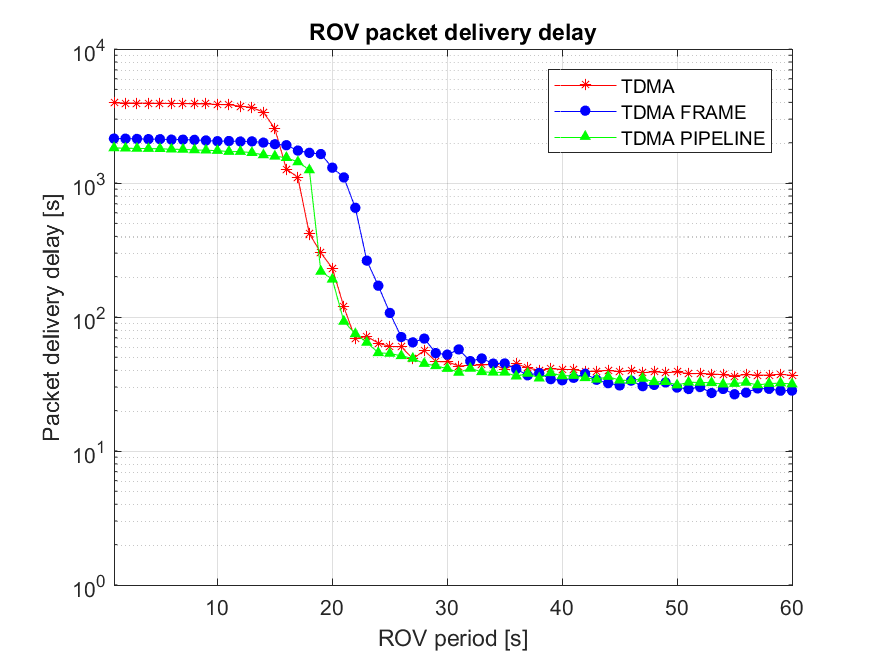 ROV packet delivery delay
10^4
10^3
10^2
10^1
10^0
Packet delivery delay [s]
TDMA
TDMA FRAME
TDMA PIPELINE
10 20 30 40 50 60
ROV period [s]